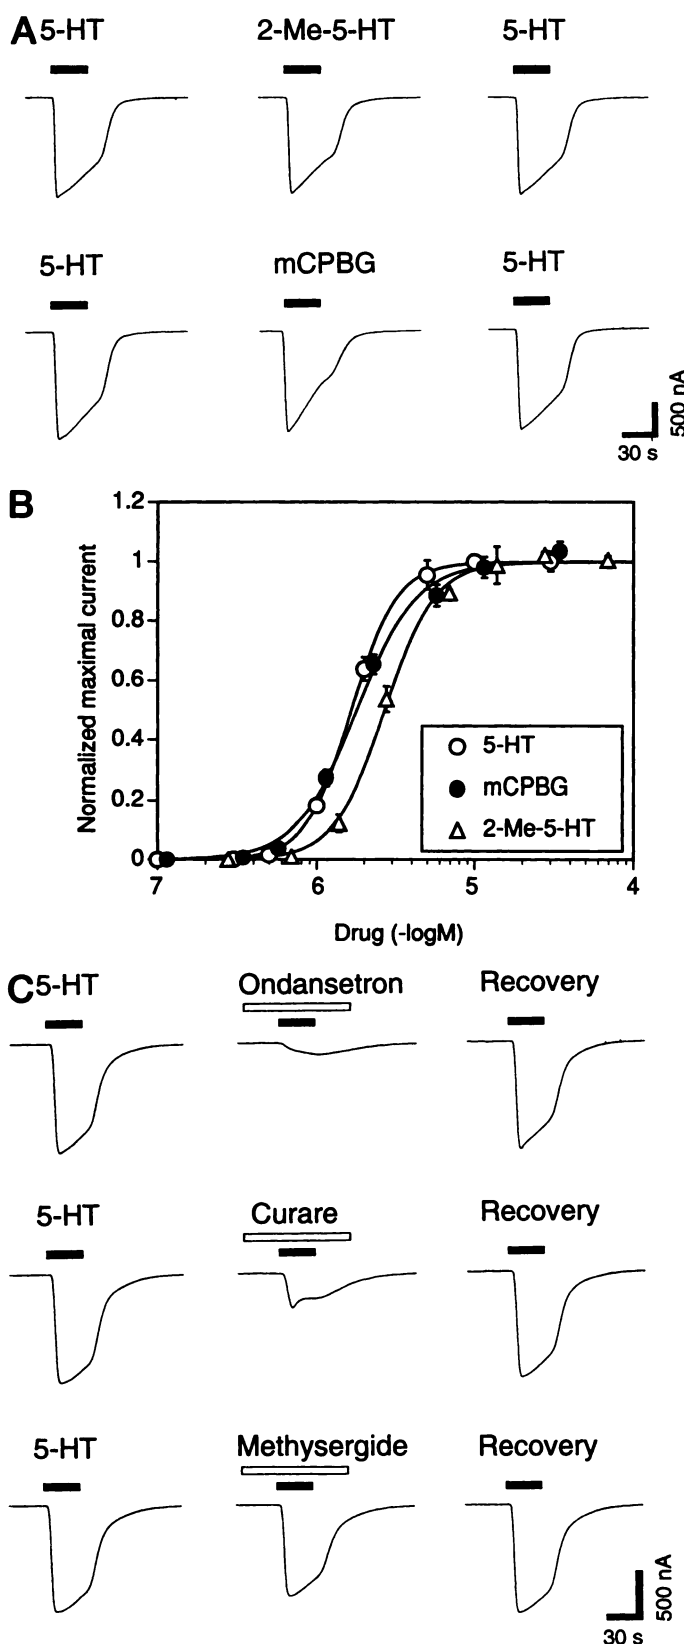 A 5-HT 2-Me-5-HT 5-HT
5-HT mCPBG 5-HT
500 nA
30 s
B
Normalized maximal current
1.2
1
0.8
0.6
0.4
0.2
0
7 6 5 4
Drug (-logM)
5-HT
mCPBG
2-Me-5-HT
C 5-HT Ondansetron Recovery
5-HT Curare Recovery
5-HT Methysergide Recovery
500 nA
30 s